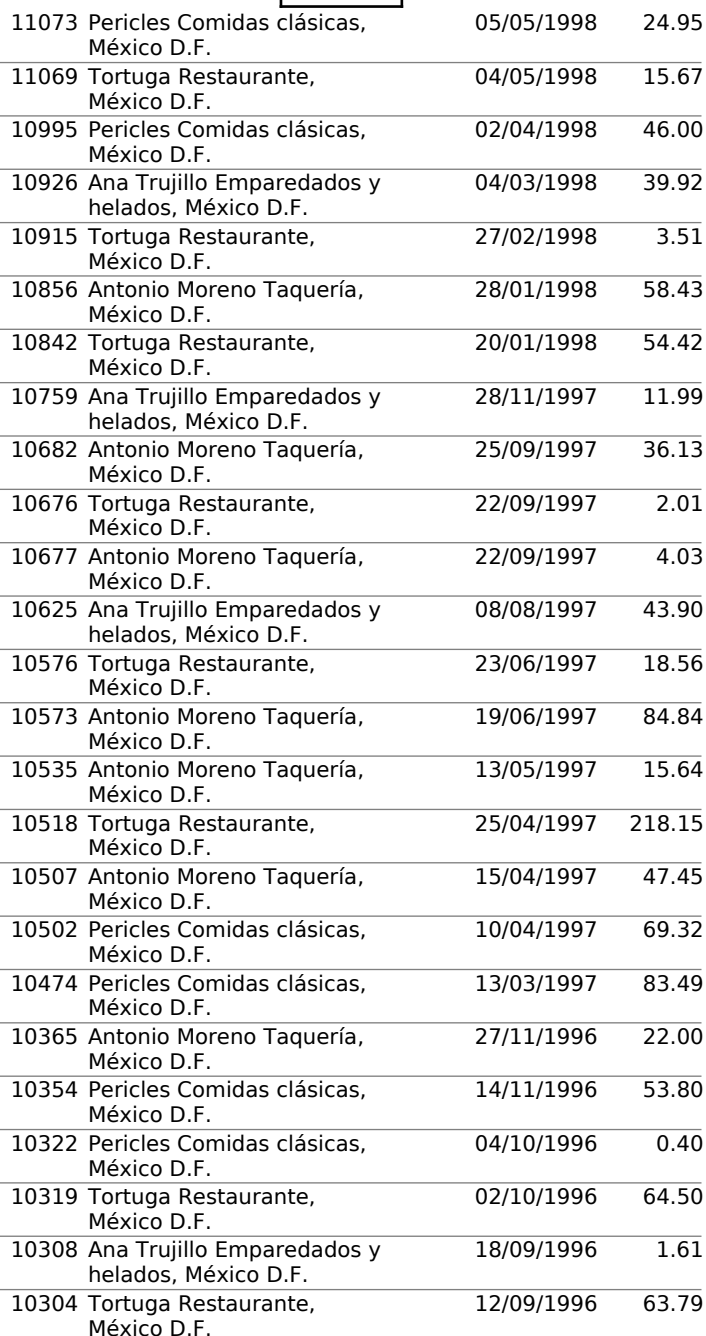 11073 Pericles Comidas clásicas, 05/05/1998 24.95
México D.F.
11069 Tortuga Restaurante, 04/05/1998 15.67
México D.F.
10995 Pericles Comidas clásicas, 02/04/1998 46.00
México D.F.
10926 Ana Trujillo Emparedados y 04/03/1998 39.92
helados, México D.F.
10915 Tortuga Restaurante, 27/02/1998 3.51
México D.F.
10856 Antonio Moreno Taquería, 28/01/1998 58.43
México D.F.
10842 Tortuga Restaurante, 20/01/1998 54.42
México D.F.
10759 Ana Trujillo Emparedados y 28/11/1997 11.99
helados, México D.F.
10682 Antonio Moreno Taquería, 25/09/1997 36.13
México D.F.
10676 Tortuga Restaurante, 22/09/1997 2.01
México D.F.
10677 Antonio Moreno Taquería, 22/09/1997 4.03
México D.F.
10625 Ana Trujillo Emparedados y 08/08/1997 43.90
helados, México D.F.
10576 Tortuga Restaurante, 23/06/1997 18.56
México D.F.
10573 Antonio Moreno Taquería, 19/06/1997 84.84
México D.F.
10535 Antonio Moreno Taquería, 13/05/1997 15.64
México D.F.
10518 Tortuga Restaurante, 25/04/1997 218.15
México D.F.
10507 Antonio Moreno Taquería, 15/04/1997 47.45
México D.F.
10502 Pericles Comidas clásicas, 10/04/1997 69.32
México D.F.
10474 Pericles Comidas clásicas, 13/03/1997 83.49
México D.F.
10365 Antonio Moreno Taquería, 27/11/1996 22.00
México D.F.
10354 Pericles Comidas clásicas, 14/11/1996 53.80
México D.F.
10322 Pericles Comidas clásicas, 04/10/1996 0.40
México D.F.
10319 Tortuga Restaurante, 02/10/1996 64.50
México D.F.
10308 Ana Trujillo Emparedados y 18/09/1996 1.61
helados, México D.F.
10304 Tortuga Restaurante, 12/09/1996 63.79
México D.F.